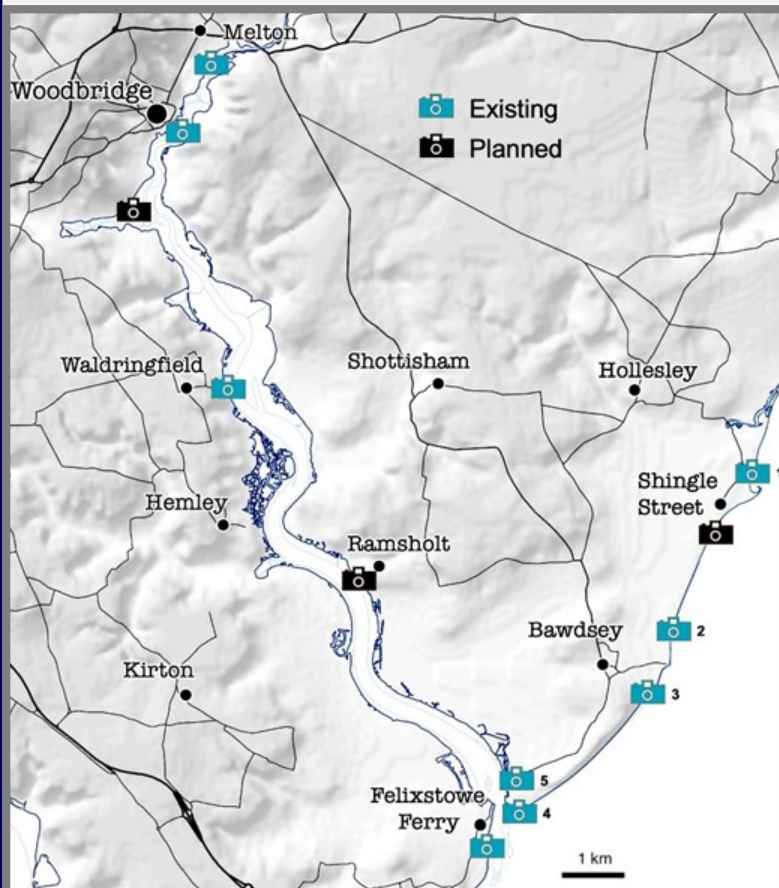 Melton
Woodbridge
Existing
Planned
Waldringfield
Shottisham
Hollesley
Shingle
Street
1
Hemley
Ramsholt
Bawdsey
2
3
Kirton
5
Felixstowe
Ferry
4
1 km